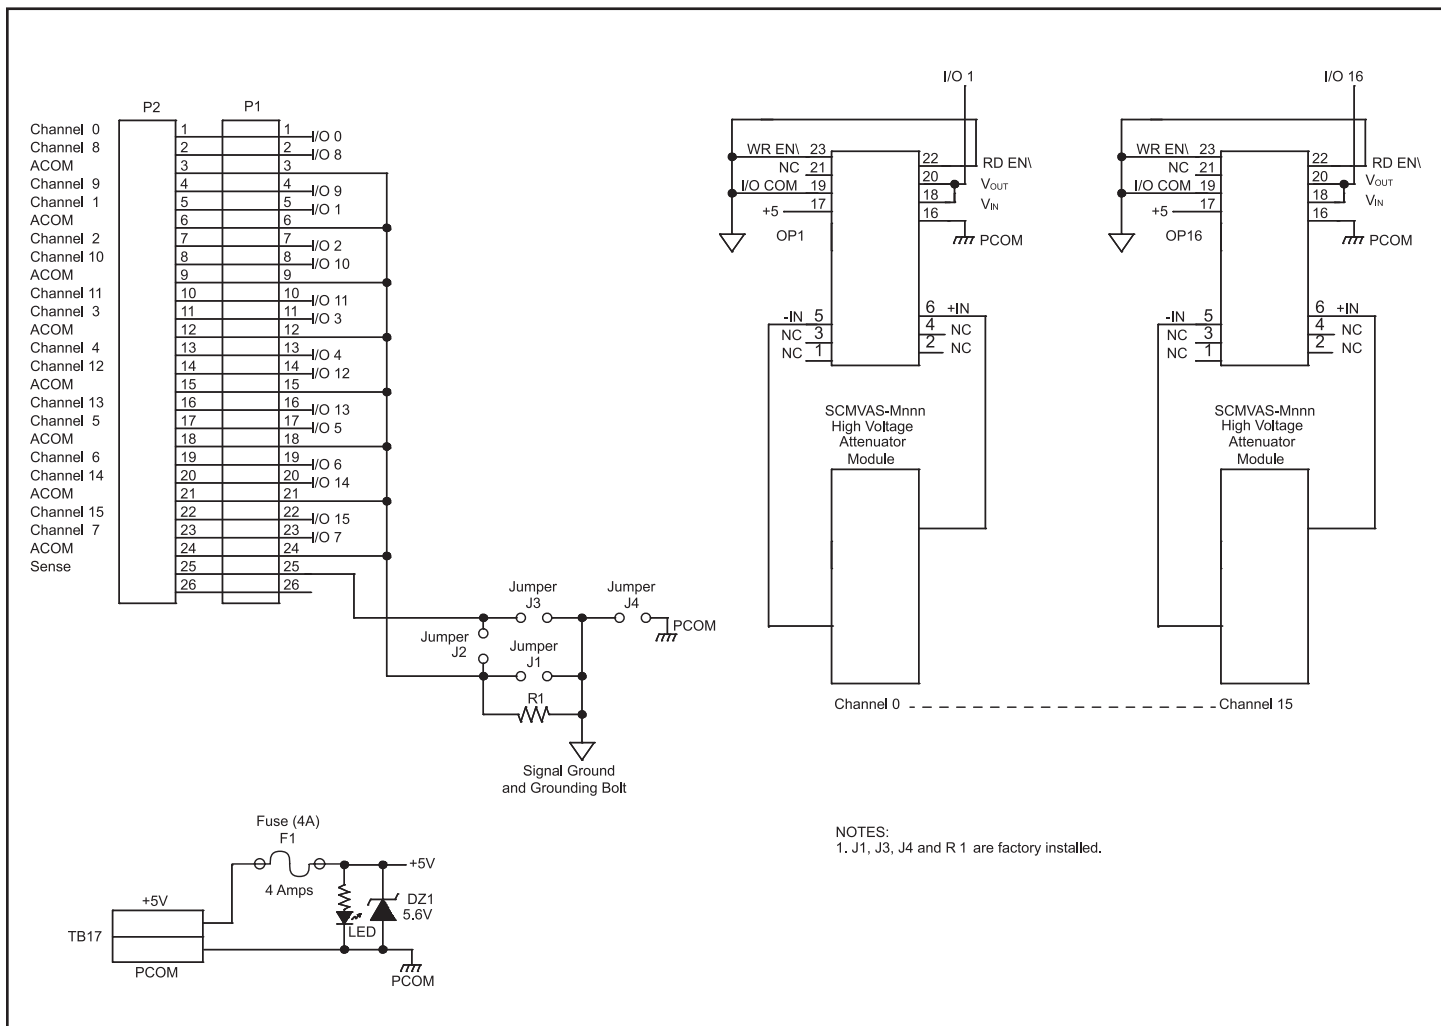 P2 P1
Channel 0 1 1 I/O 0
Channel 8 2 2 I/O 8
ACOM 3 3
Channel 9 4 4 I/O 9
Channel 1 5 5 I/O 1
ACOM 6 6
Channel 2 7 7 I/O 2
Channel 10 8 8 I/O 10
ACOM 9 9
Channel 11 10 10 I/O 11
Channel 3 11 11 I/O 3
ACOM 12 12
Channel 4 13 13 I/O 4
Channel 12 14 14 I/O 12
ACOM 15 15
Channel 13 16 16 I/O 13
Channel 5 17 17 I/O 5
ACOM 18 18
Channel 6 19 19 I/O 6
Channel 14 20 20 I/O 14
ACOM 21 21
Channel 15 22 22 I/O 15
Channel 7 23 23 I/O 7
ACOM 24 24
Sense 25 25
26 26
Jumper
J3
Jumper
J4
PCOM
Jumper
J2
Jumper
J1
R1
Signal Ground
and Grounding Bolt
I/O 1
WR EN\ 23
22 RD EN\
NC 21
20 VOUT
I/O COM 19
18 VIN
+5 17
16
PCOM
OP1
6 +IN
-IN 5
4 NC
NC 3
2 NC
NC 1
SCMVAS-Mnnn
High Voltage
Attenuator
Module
Channel 0
I/O 16
WR EN\ 23
22 RD EN\
NC 21
20 VOUT
I/O COM 19
18 VIN
+5 17
16
PCOM
OP16
6 +IN
-IN 5
4 NC
NC 3
2 NC
NC 1
SCMVAS-Mnnn
High Voltage
Attenuator
Module
Channel 15
Fuse (4A)
F1
4 Amps
+5V
+5V
DZ1
5.6V
LED
TB17
PCOM
PCOM
NOTES:
1. J1, J3, J4 and R 1 are factory installed.